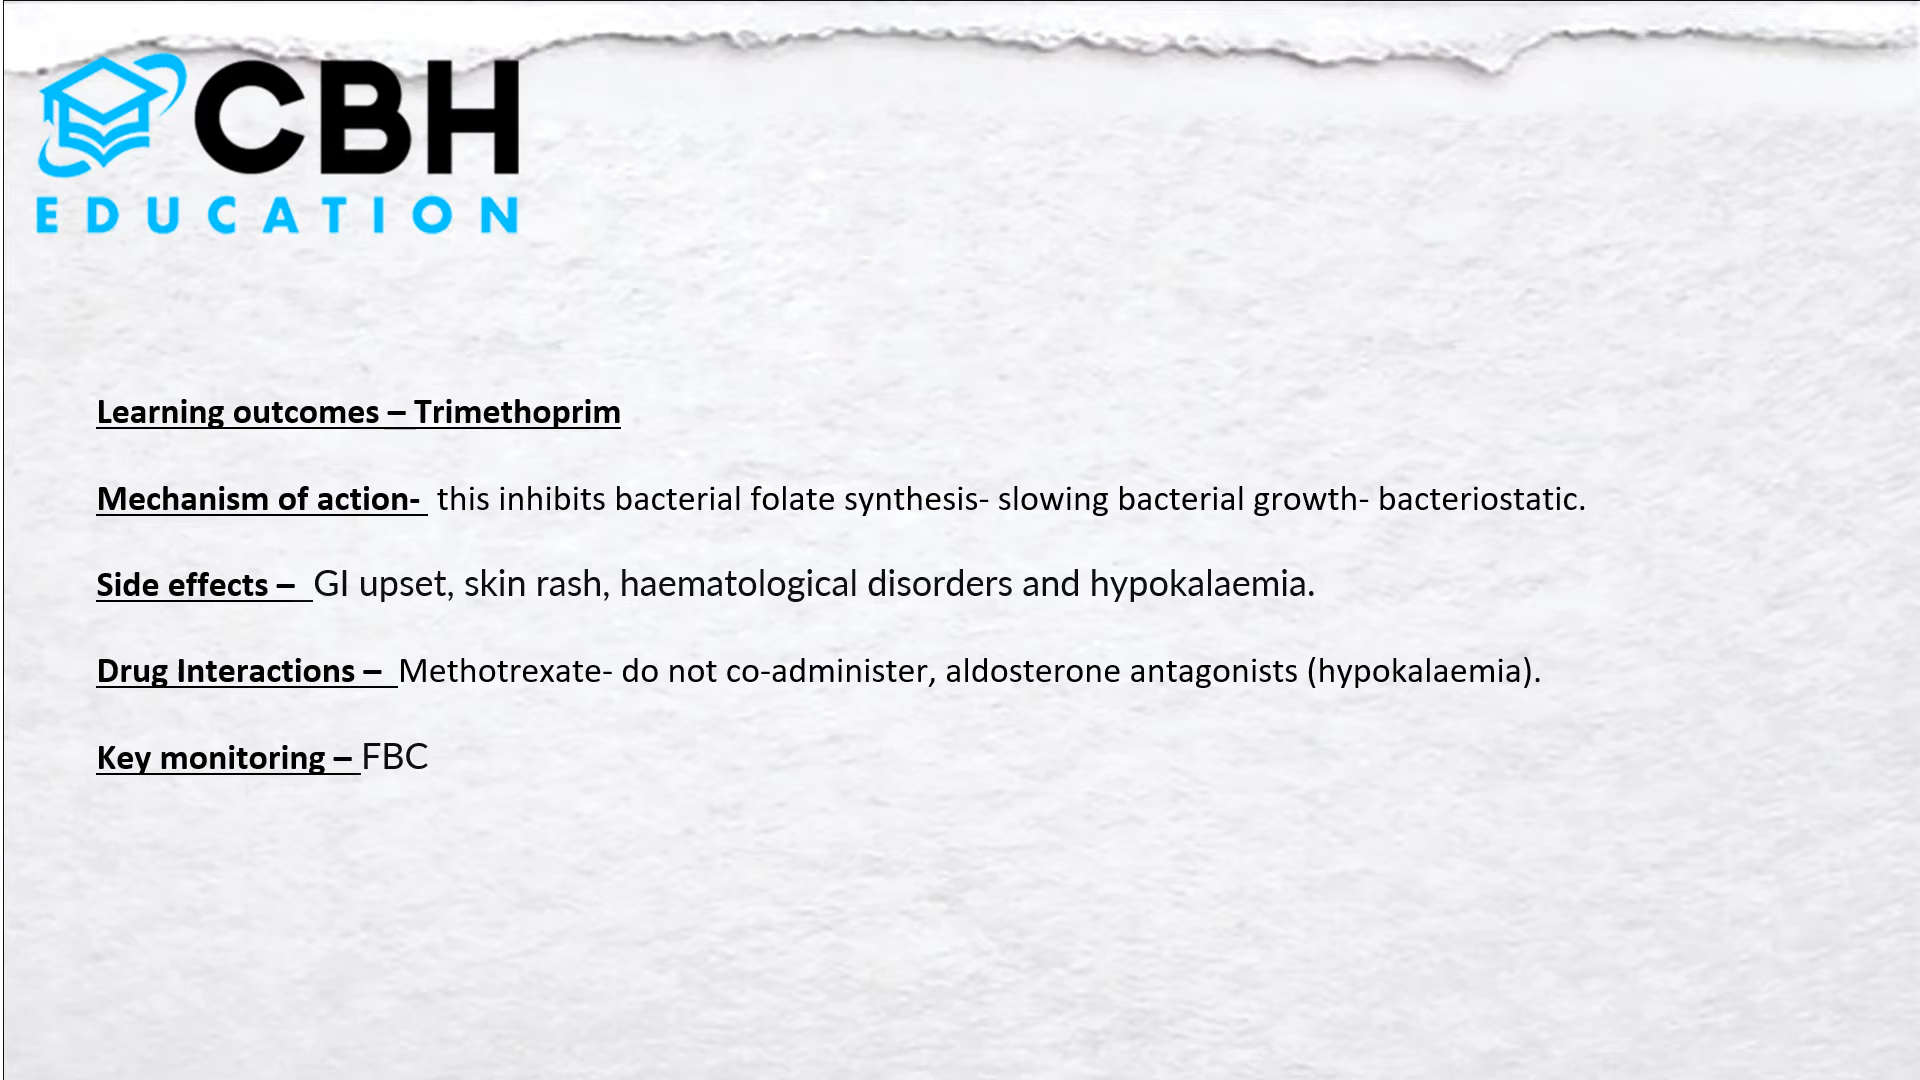 CBH
EDUCATION
Learning outcomes – Trimethoprim
Mechanism of action- this inhibits bacterial folate synthesis- slowing bacterial growth- bacteriostatic.
Side effects – GI upset, skin rash, haematological disorders and hypokalaemia.
Drug Interactions – Methotrexate- do not co-administer, aldosterone antagonists (hypokalaemia).
Key monitoring – FBC